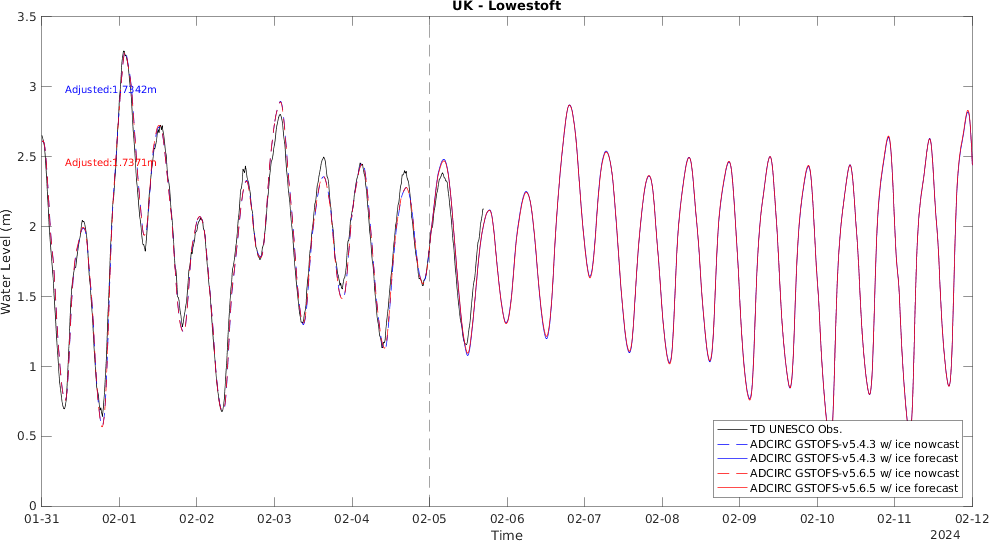 UK - Lowestoft
3.5
3
2.5
2
1.5
1
0.5
0
Water Level (m)
Adjusted:1.7342m
Adjusted:1.7371m
TD UNESCO Obs.
ADCIRC GSTOFS-v5.4.3 w/ ice nowcast
ADCIRC GSTOFS-v5.4.3 w/ ice forecast
ADCIRC GSTOFS-v5.6.5 w/ ice nowcast
ADCIRC GSTOFS-v5.6.5 w/ ice forecast
01-31 02-01 02-02 02-03 02-04 02-05 02-06 02-07 02-08 02-09 02-10 02-11 02-12
Time
2024